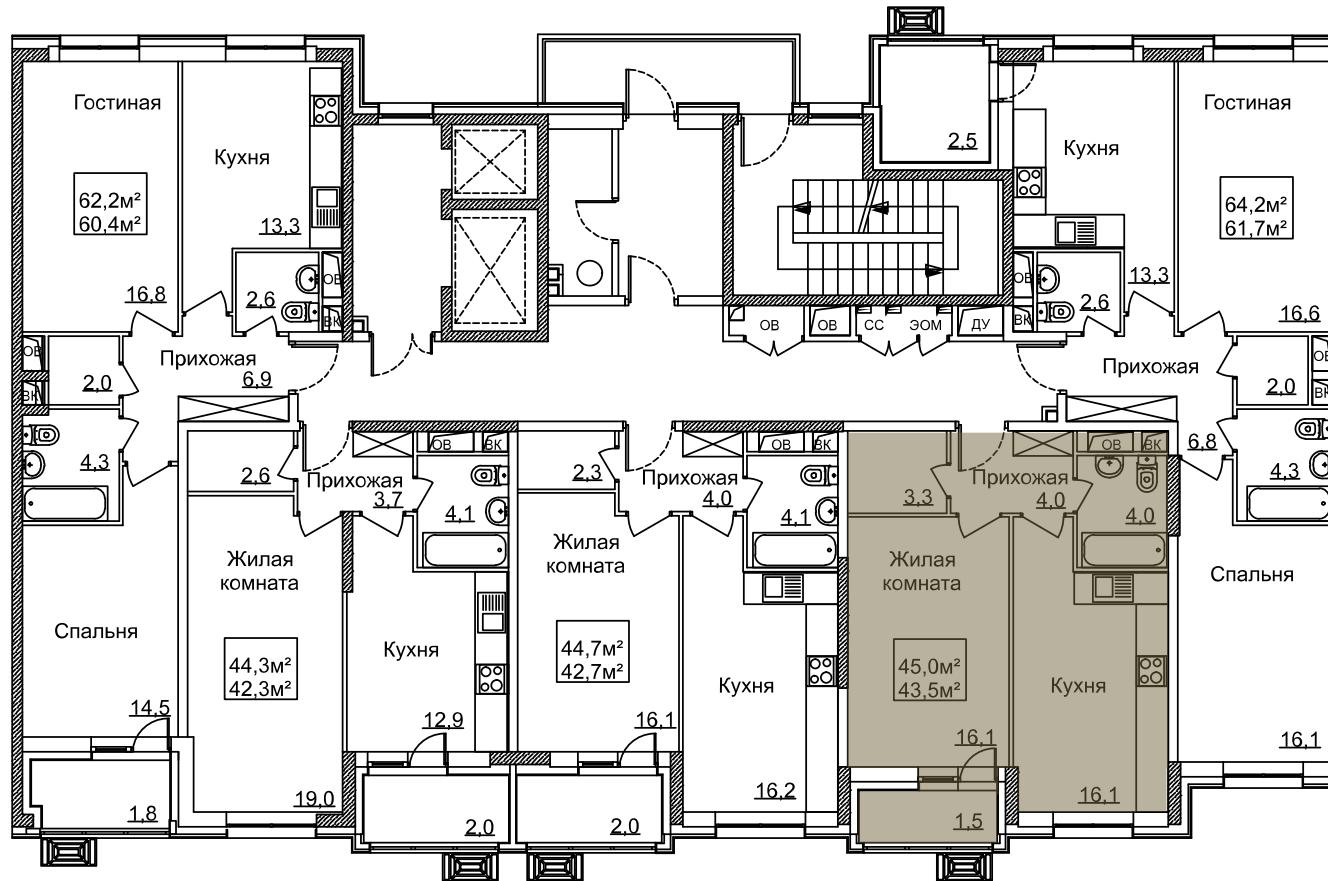 Гостиная
Кухня
62,2м²
60,4м²
13,3
16,8
2,6
ОВ
ВК
2,5
Кухня
Гостиная
64,2м²
61,7м²
13,3
16,6
2,6
ОВ
ВК
ОВ
ОВ
СС
ЭОМ
ДУ
ОВ
ВК
2,0
Прихожая
6,9
4,3
Прихожая
6,8
2,0
ОВ
ВК
4,3
2,6
Прихожая
3,7
ОВ
ВК
4,1
2,3
Прихожая
4,0
ОВ
ВК
4,1
3,3
Прихожая
4,0
ОВ
ВК
4,0
Спальня
14,5
1,8
Жилая
комната
44,3м²
42,3м²
19,0
Кухня
12,9
2,0
Жилая
комната
44,7м²
42,7м²
16,1
2,0
Кухня
16,2
Жилая
комната
45,0м²
43,5м²
16,1
1,5
Кухня
16,1
Спальня
16,1